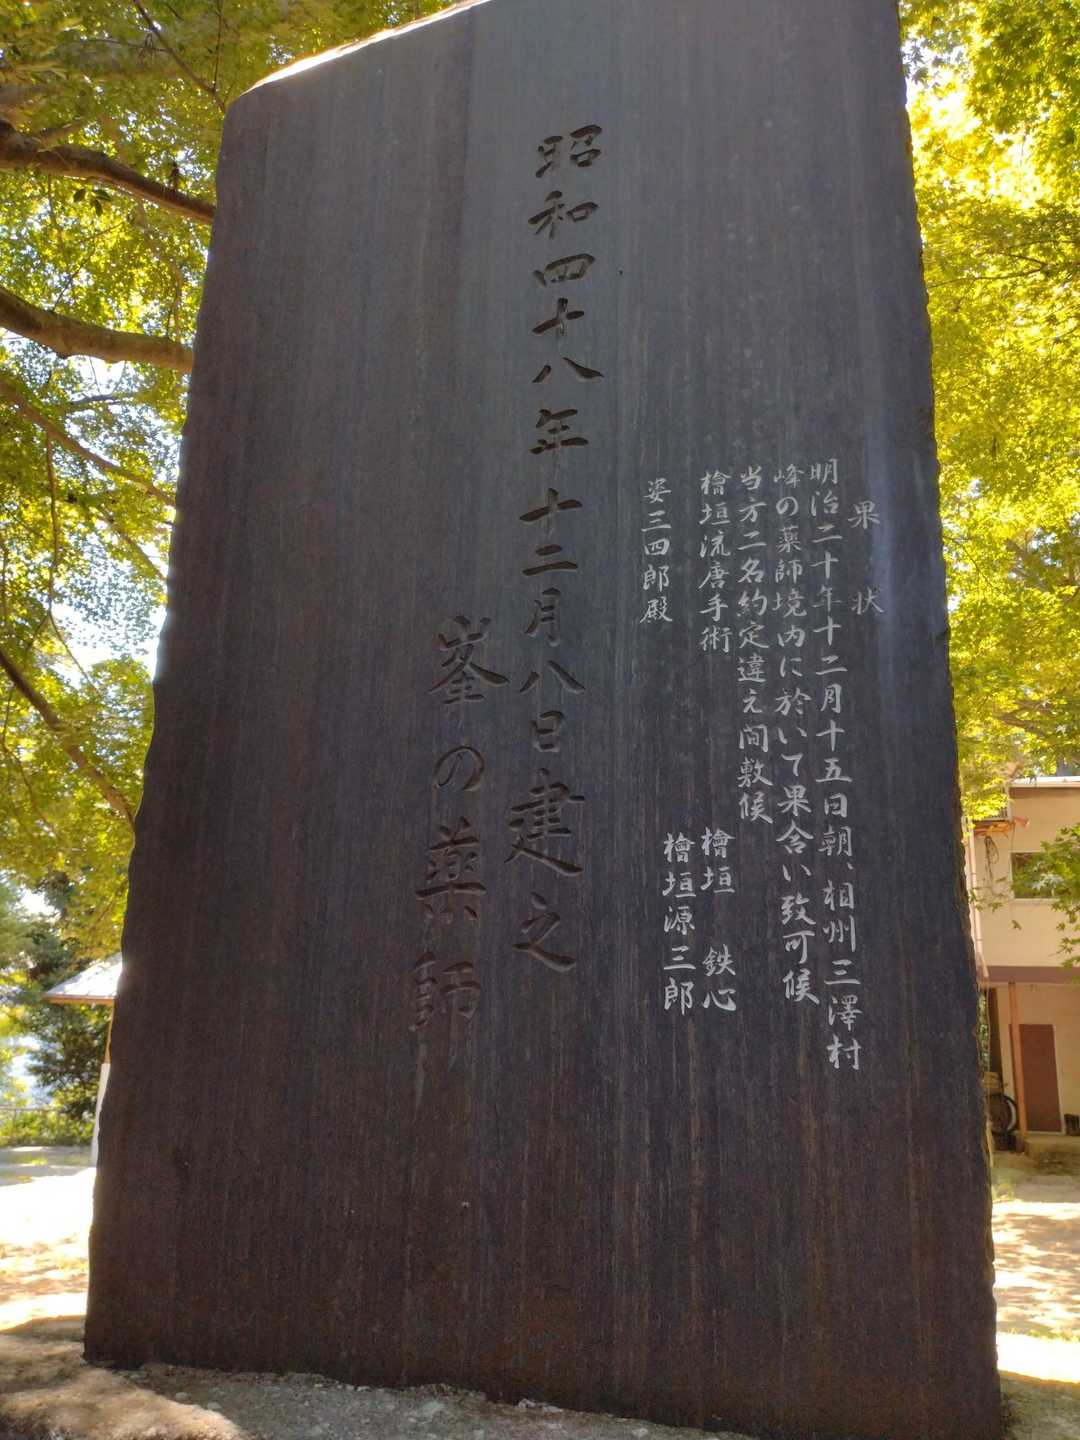 果状
明治二十年十二月十五日朝、相州三澤村
峰の薬師境内に於いて果合い致可候
当方二名約定違え間敷候
檜垣流唐手術 檜垣 鉄心
檜垣源三郎
姿三四郎殿
昭和四十八年十二月八日建之
峯の薬師